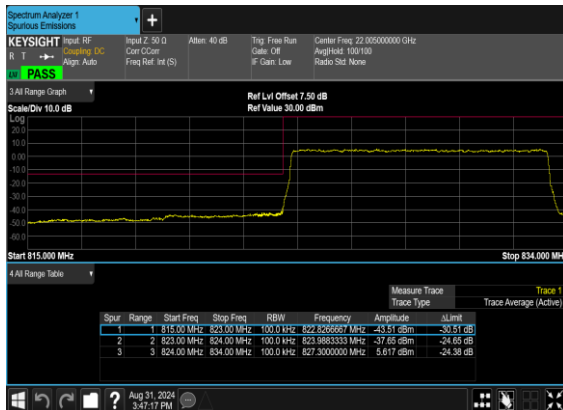 Spectrum Analyzer 1
Spurious Emissions
KEYSIGHT Input: RF Input Z: 50 Ω Atten: 40 dB Trig: Free Run Center Freq: 22.005000000 GHz
R T Coupling: DC Corr CCorr Gate: Off Avg|Hold: 100/100
Align: Auto Freq Ref: Int (S) IF Gain: Low Radio Std: None
LXI PASS
3 All Range Graph
Ref Lvl Offset 7.50 dB
Scale/Div 10.0 dB Ref Value 30.00 dBm
Log
20.0
10.0
0.00
-10.0
-20.0
-30.0
-40.0
-50.0
-60.0
Start 815.000 MHz Stop 834.000 MH
4 All Range Table
Measure Trace Trace 1
Trace Type Trace Average (Active)
Spur Range Start Freq Stop Freq RBW Frequency Amplitude ΔLimit
1 1 815.00 MHz 823.00 MHz 100.0 kHz 822.8266667 MHz -43.51 dBm -30.51 dB
2 2 823.00 MHz 824.00 MHz 100.0 kHz 823.9883333 MHz -37.65 dBm -24.65 dB
3 3 824.00 MHz 834.00 MHz 100.0 kHz 827.3000000 MHz 5.617 dBm -24.38 dB
? Aug 31, 2024
3:47:17 PM